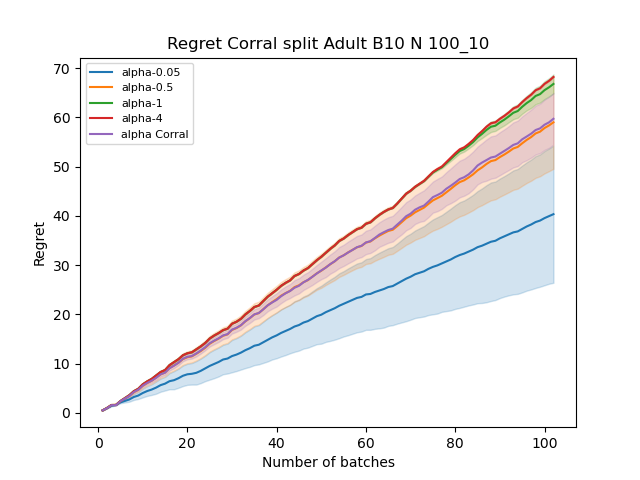 Regret Corral split Adult B10 N 100_10
70
60
50
40
30
20
10
0
Regret
alpha-0.05
alpha-0.5
alpha-1
alpha-4
alpha Corral
0 20 40 60 80 100
Number of batches